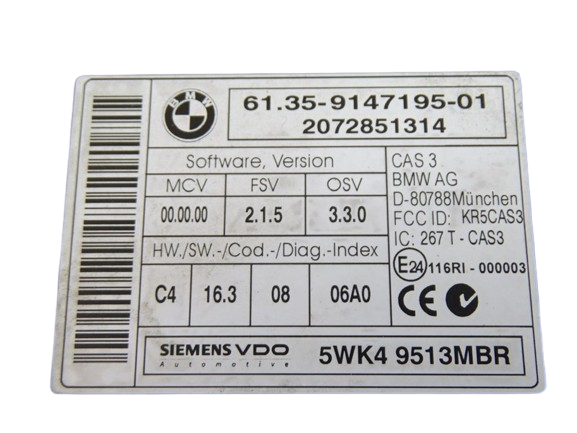 BMW
61.35-9147195-01
2072851314
Software, Version
MCV FSV OSV
00.00.00 2.1.5 3.3.0
HW./SW.-/Cod.-/Diag.-Index
C4 16.3 08 06A0
CAS 3
BMW AG
D-80788München
FCC ID: KR5CAS3
IC: 267 T - CAS3
E24 116RI - 000003
CE
SIEMENS VDO
Automotive
5WK4 9513MBR